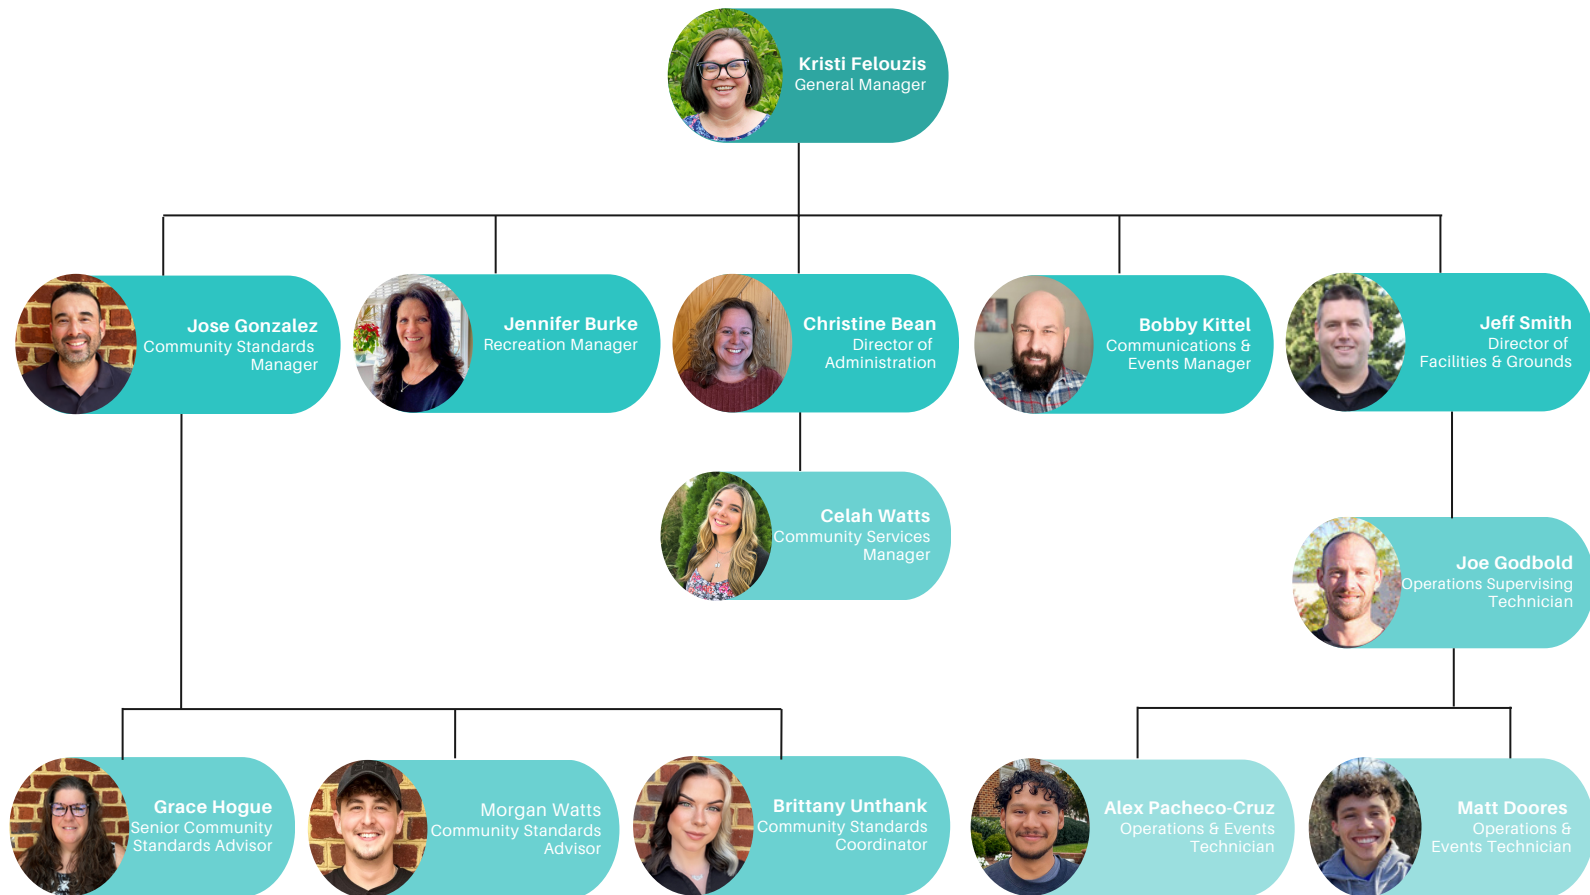 Kristi Felouzis
General Manager
Jose Gonzalez
Community Standards
Manager
Jennifer Burke
Recreation Manager
Christine Bean
Director of
Administration
Bobby Kittel
Communications &
Events Manager
Jeff Smith
Director of
Facilities & Grounds
Celah Watts
Community Services
Manager
Joe Godbold
Operations Supervising
Technician
Grace Hogue
Senior Community
Standards Advisor
Morgan Watts
Community Standards
Advisor
Brittany Unthank
Community Standards
Coordinator
Alex Pacheco-Cruz
Operations & Events
Technician
Matt Doores
Operations &
Events Technician